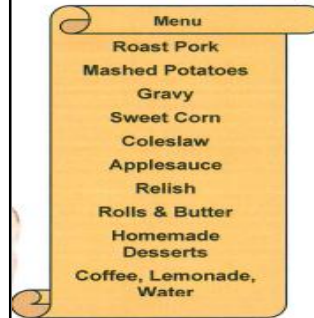 Menu
Roast Pork
Mashed Potatoes
Gravy
Sweet Corn
Coleslaw
Applesauce
Relish
Rolls & Butter
Homemade
Desserts
Coffee, Lemonade,
Water